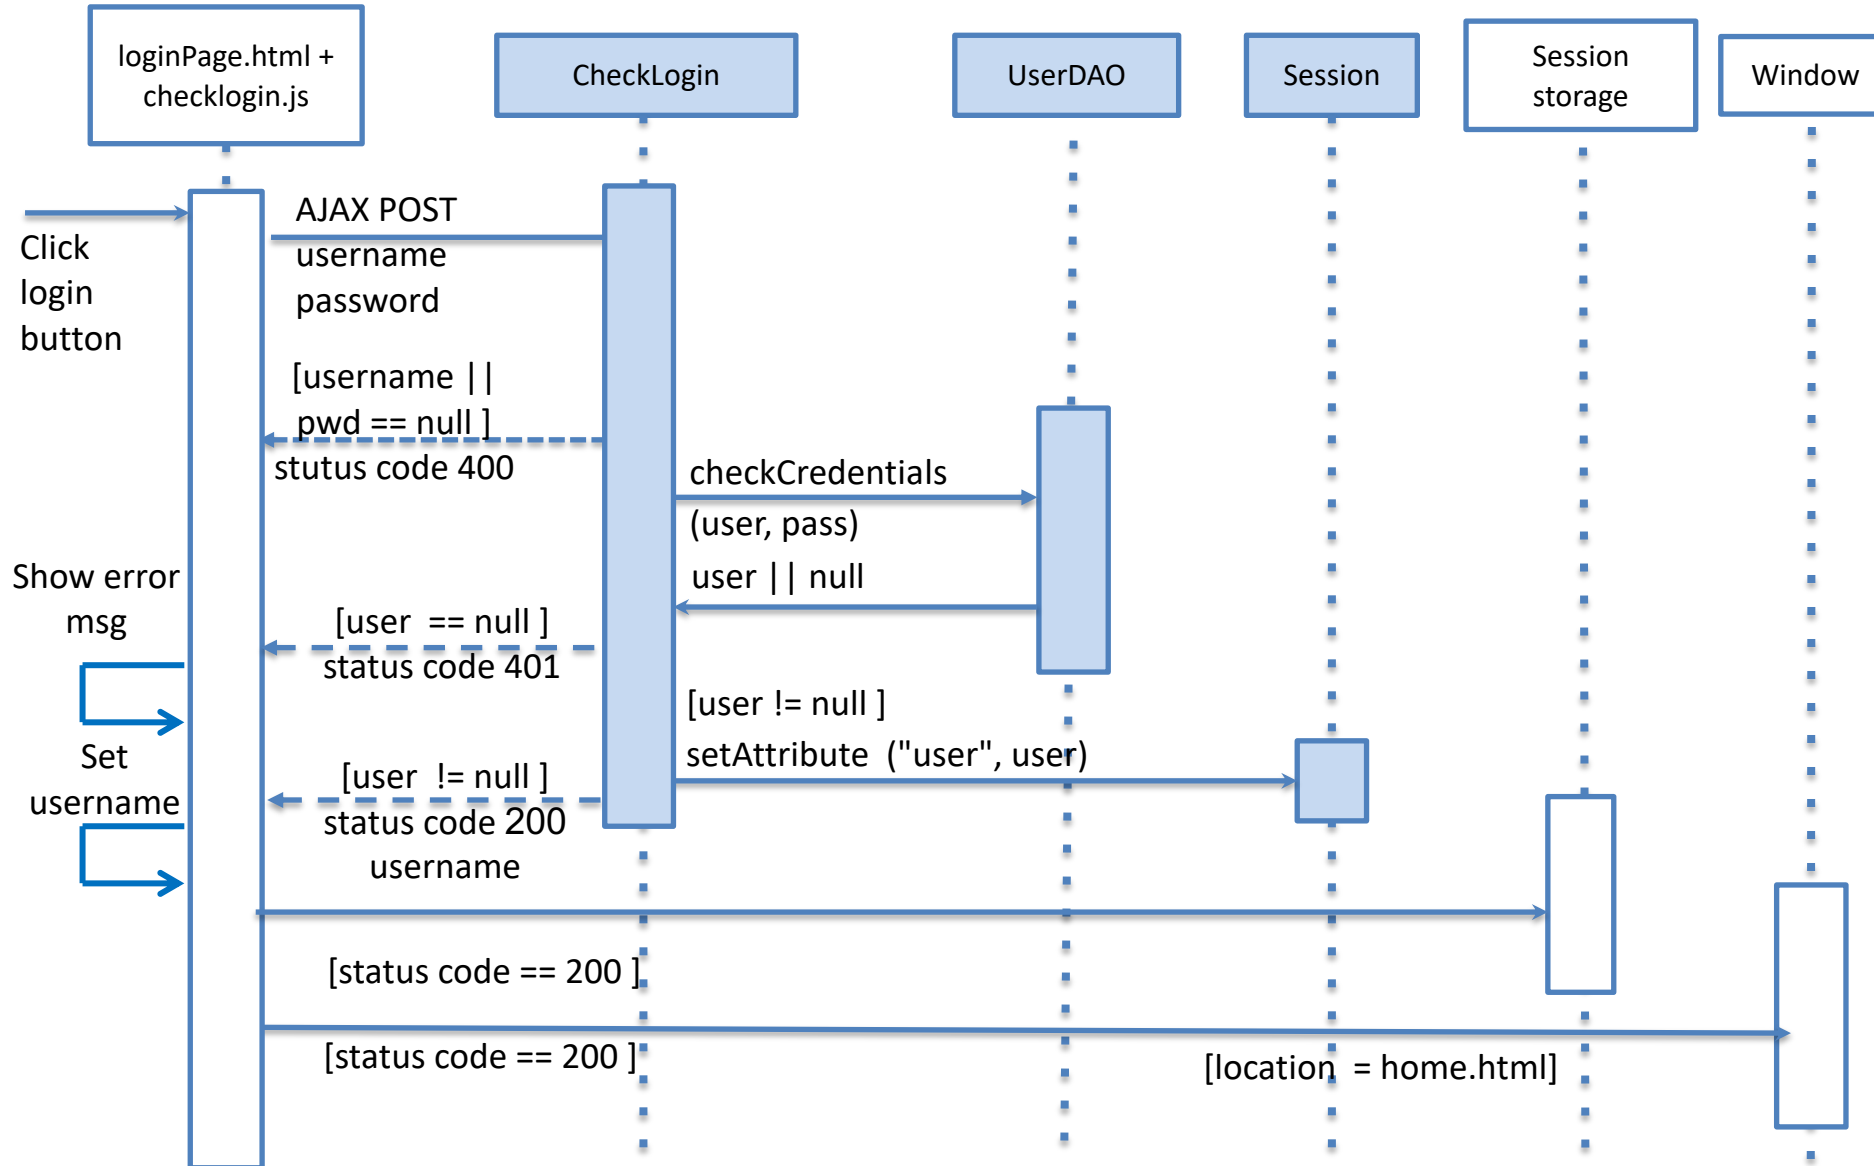 loginPage.html +
checklogin.js
CheckLogin
UserDAO
Session
Session
storage
Window
Click
login
button
AJAX POST
username
password
[username ||
pwd == null ]
stutus code 400
checkCredentials
(user, pass)
user || null
Show error
msg
[user  == null ]
status code 401
[user != null ]
setAttribute  ("user", user)
Set
username
[user  != null ]
status code 200
username
[status code == 200 ]
[status code == 200 ]
[location  = home.html]